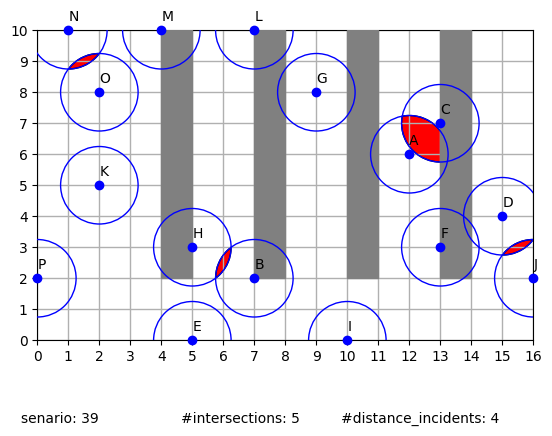 N M L
10
9
O G
8
C
7
A
6
K
5
D
4
H F
3
P B J
2
1
E I
0
0 1 2 3 4 5 6 7 8 9 10 11 12 13 14 15 16
senario: 39 #intersections: 5 #distance_incidents: 4